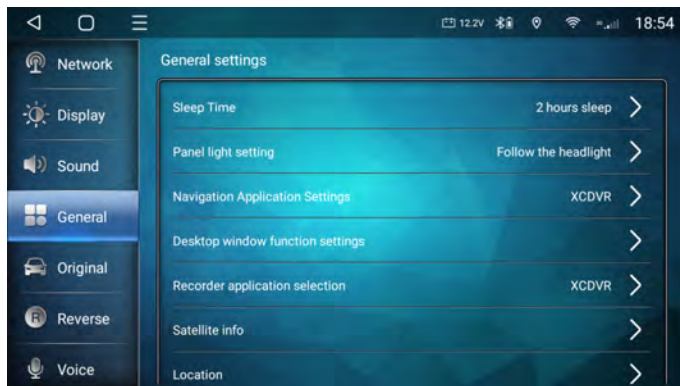 12.2V 18:54
Network
Display
Sound
General
Original
Reverse
Voice
General settings
Sleep Time 2 hours sleep
Panel light setting Follow the headlight
Navigation Application Settings XCDVR
Desktop window function settings
Recorder application selection XCDVR
Satellite info
Location